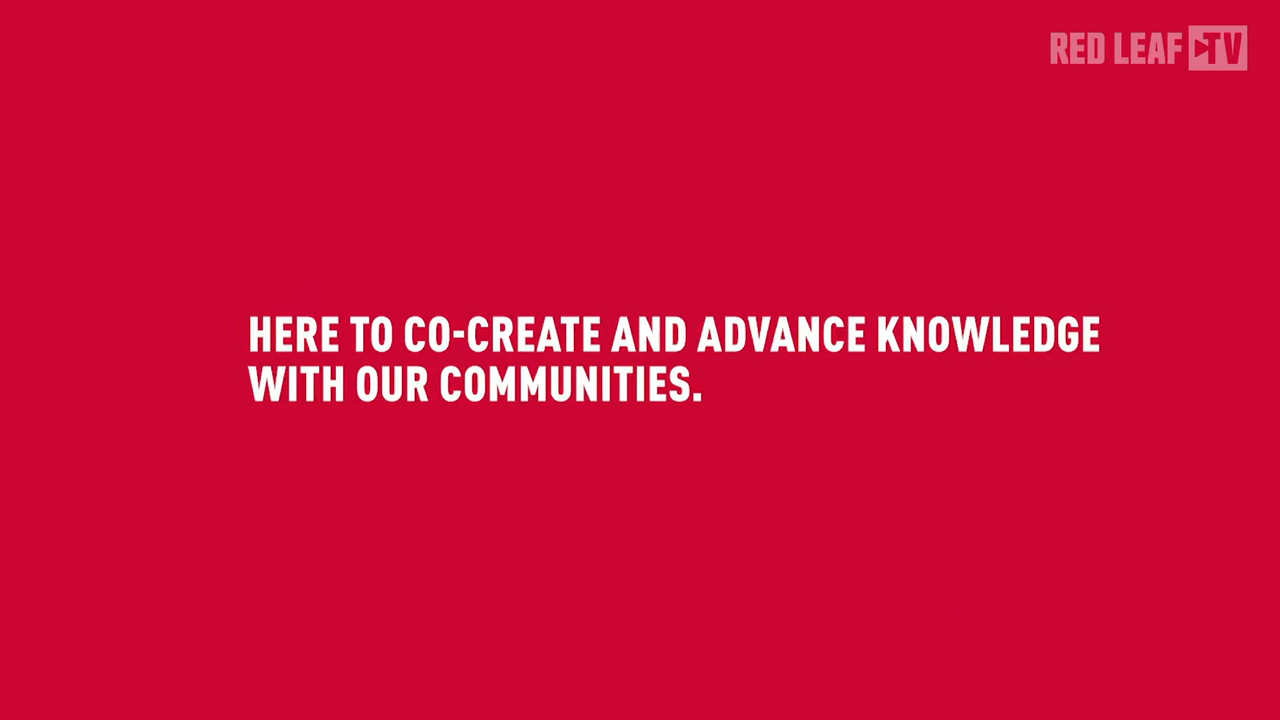 RED LEAF TV
HERE TO CO-CREATE AND ADVANCE KNOWLEDGE
WITH OUR COMMUNITIES.